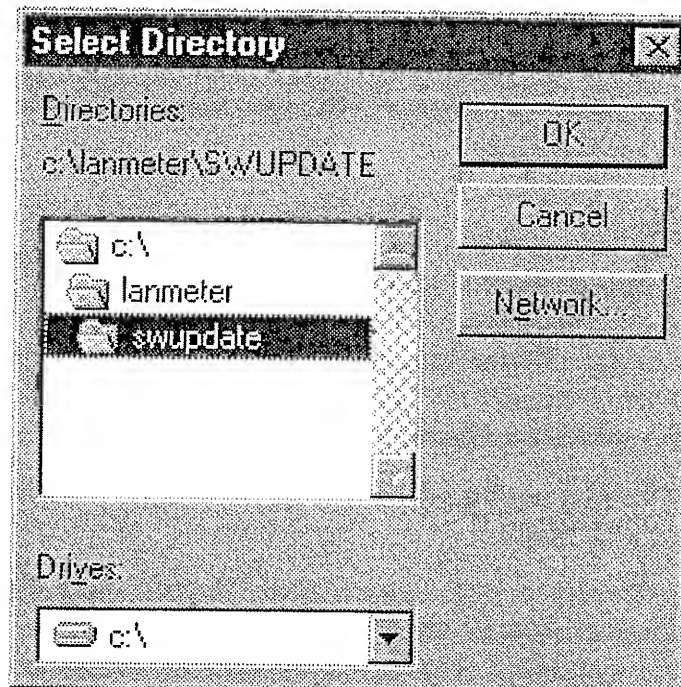 Select Directory
Directories:
c:\lanmeter\SWUPDATE
c:\
lanmeter
swupdate
Drives:
c:\
OK
Cancel
Network...